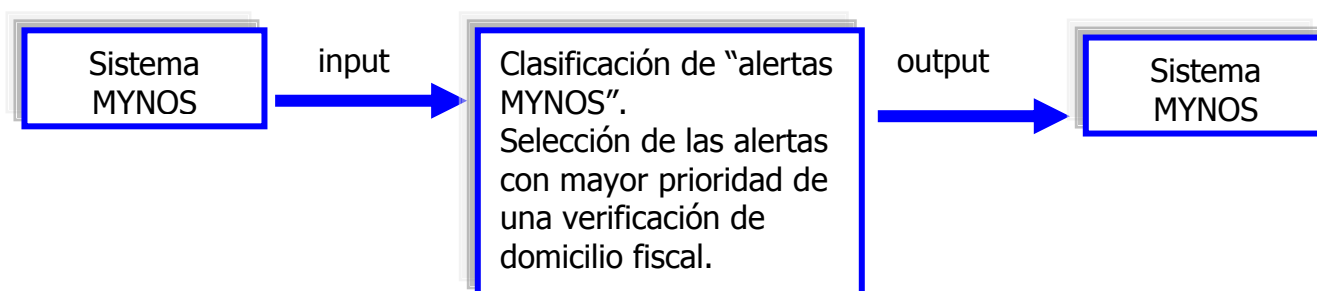 Sistema
MYNOS
input
Clasificación de “alertas
MYNOS”.
Selección de las alertas
con mayor prioridad de
una verificación de
domicilio fiscal.
output
Sistema
MYNOS